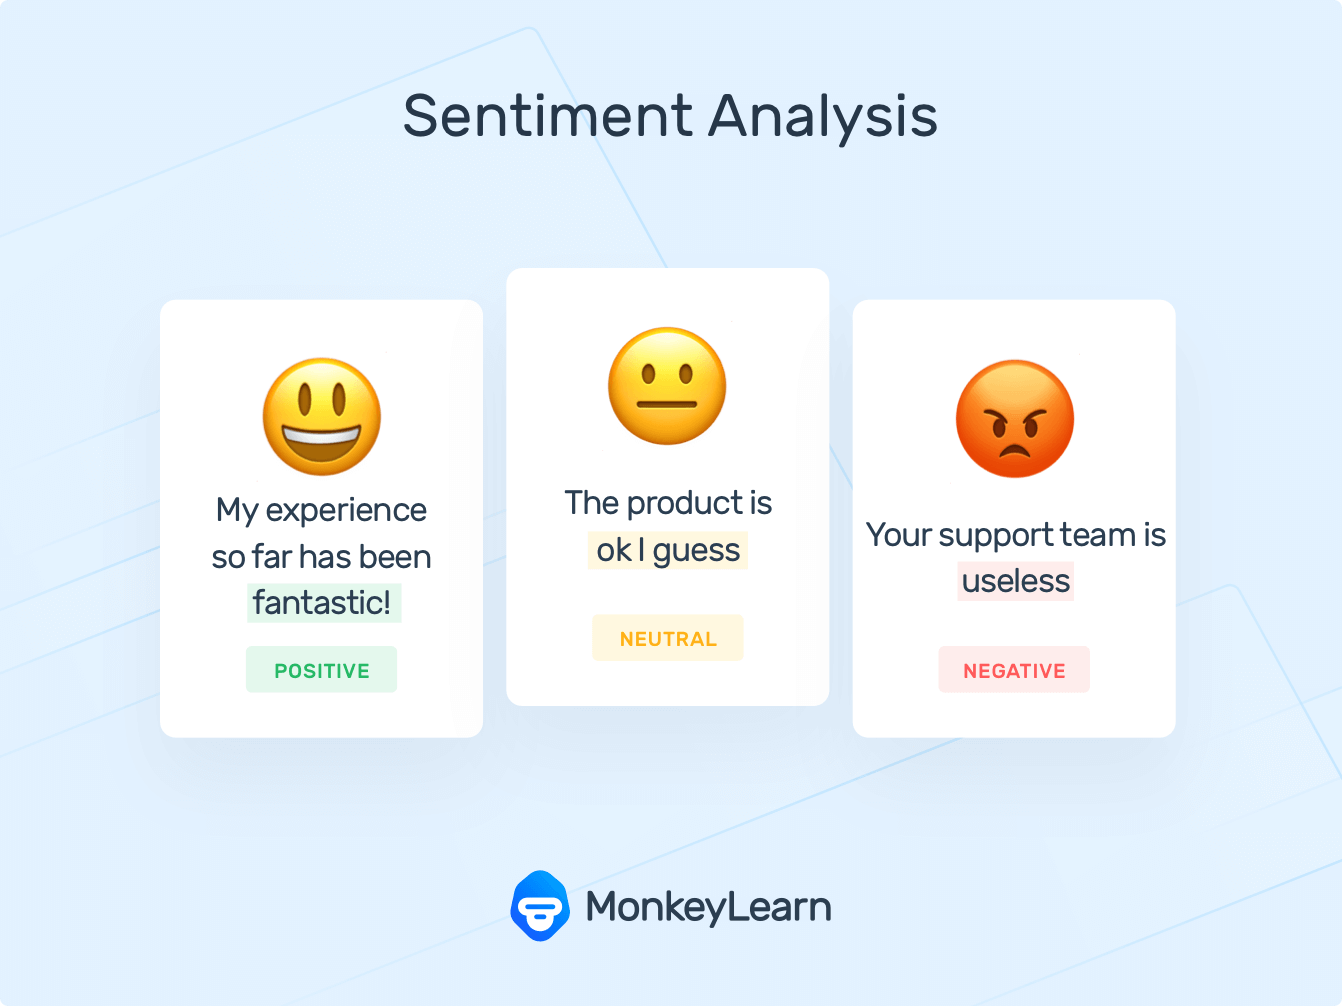 Sentiment Analysis
My experience
so far has been
fantastic!
POSITIVE
The product is
ok I guess
NEUTRAL
Your support team is
useless
NEGATIVE
MonkeyLearn